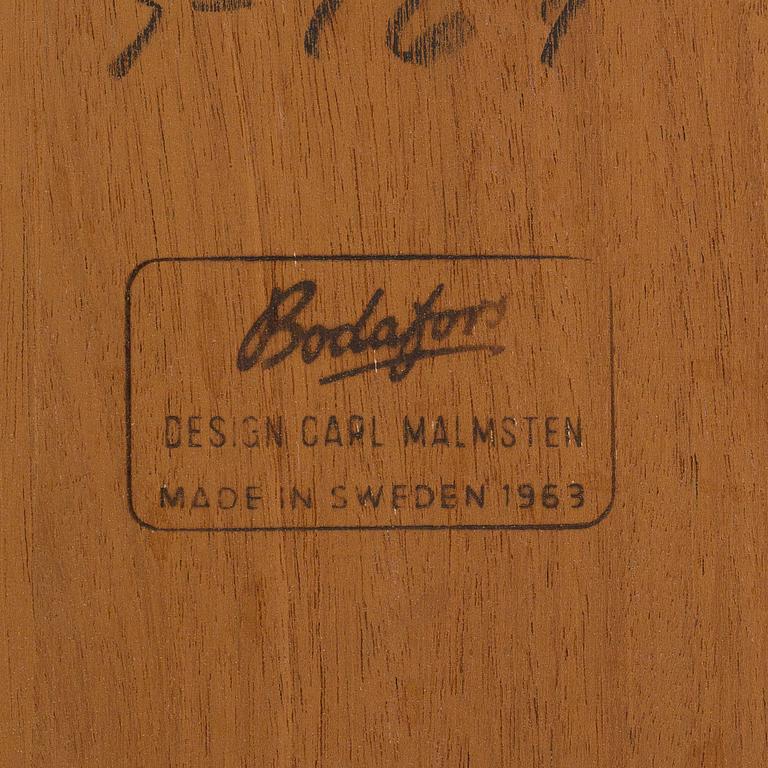 Bodafors
DESIGN CARL MALMSTEN
MADE IN SWEDEN 1963